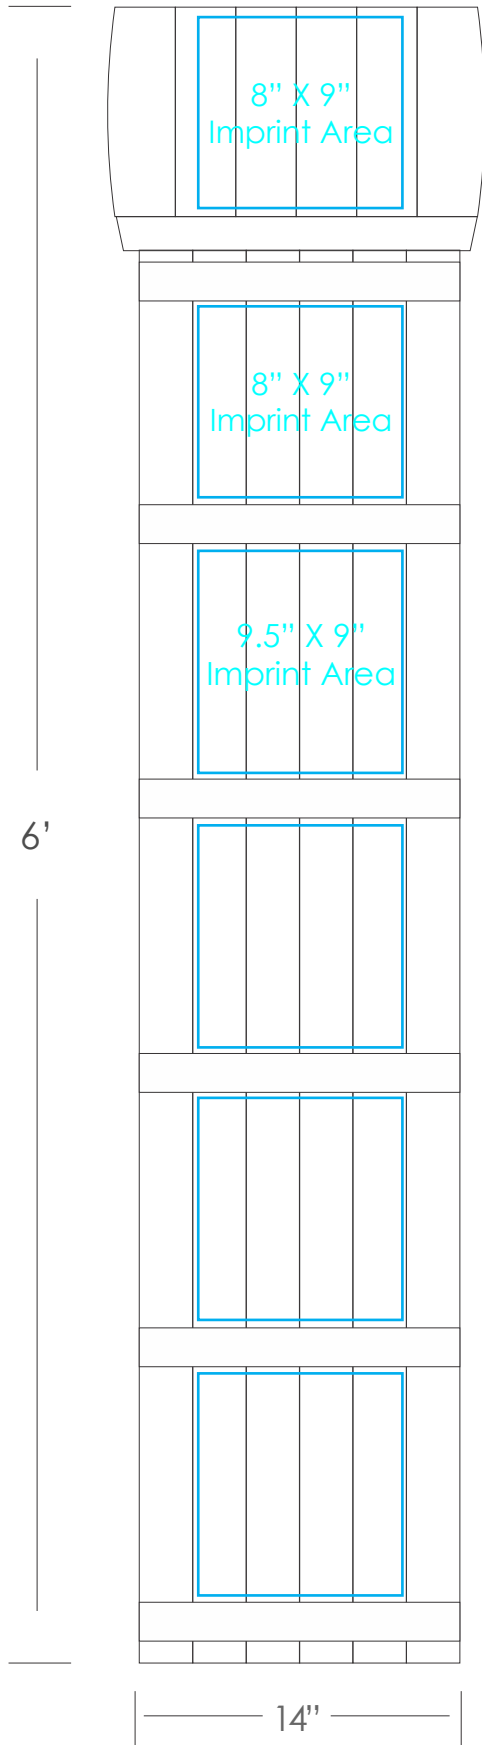 8” X 9”
Imprint Area
8” X 9”
Imprint Area
9.5” X 9”
Imprint Area
6’
14”